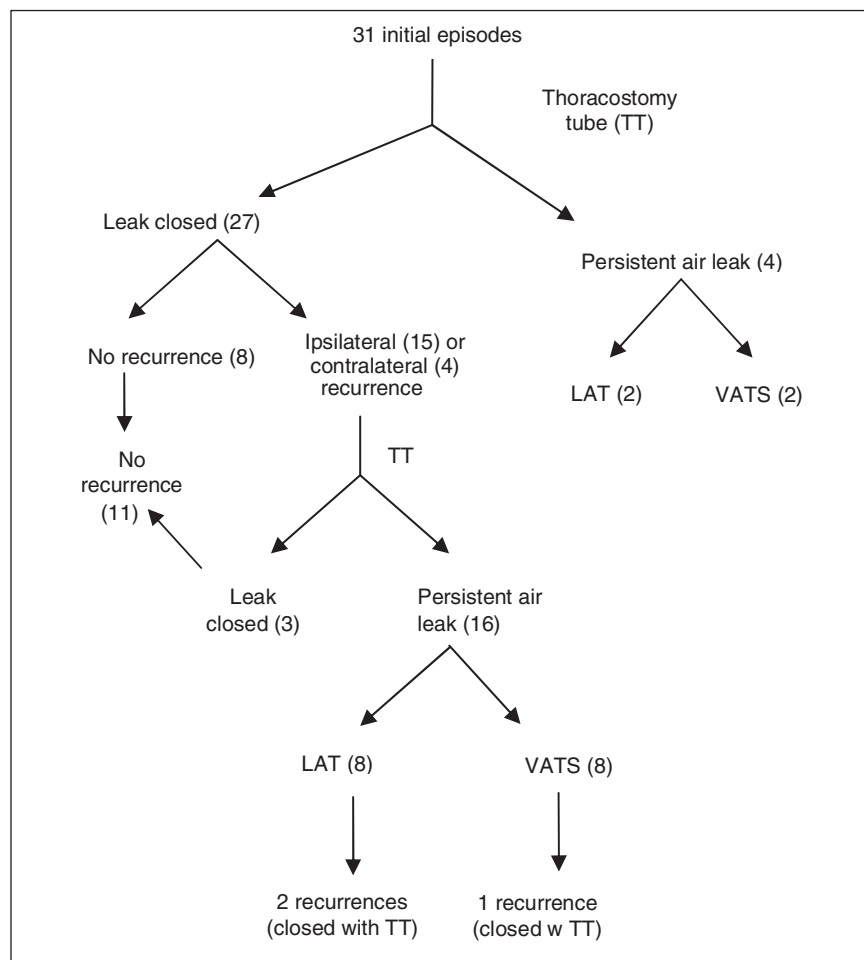 31 initial episodes
Thoracostomy
tube (TT)
Leak closed (27)
Persistent air leak (4)
No recurrence (8)
Ipsilateral (15) or
contralateral (4)
recurrence
LAT (2)
VATS (2)
TT
No
recurrence
(11)
Leak
closed (3)
Persistent air
leak (16)
LAT (8)
VATS (8)
2 recurrences
(closed with TT)
1 recurrence
(closed w TT)